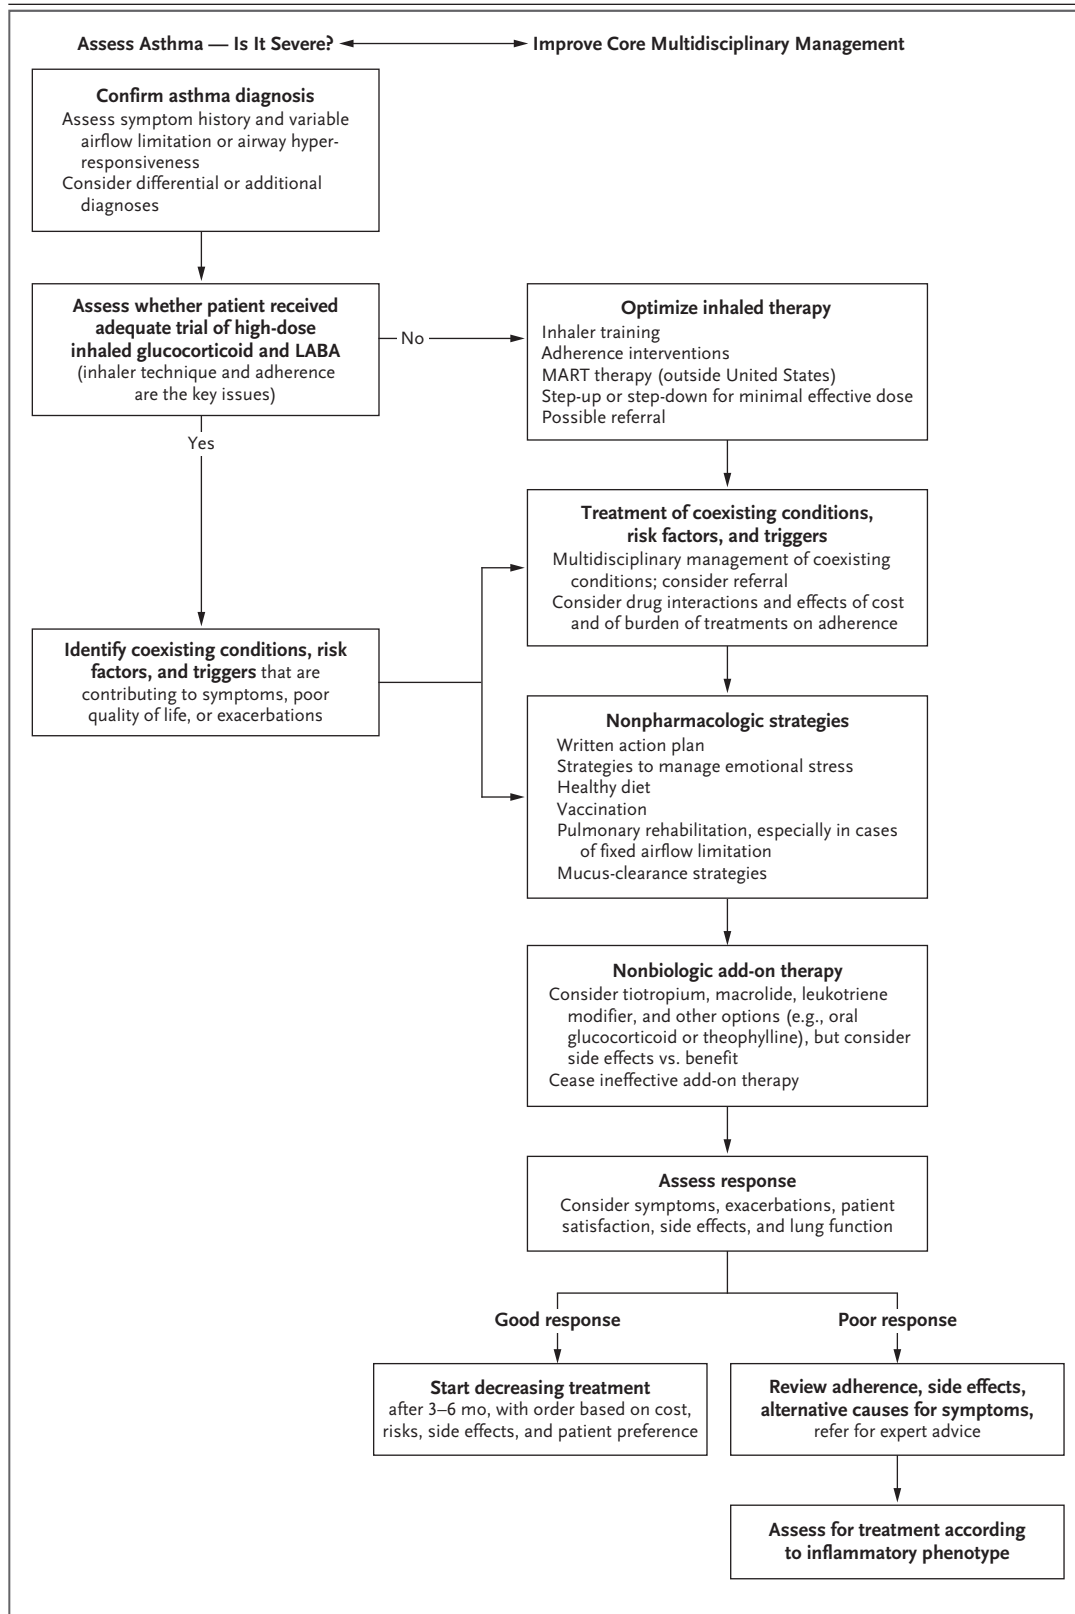 Assess Asthma — Is It Severe?
Improve Core Multidisciplinary Management
Confirm asthma diagnosis
Assess symptom history and variable
airflow limitation or airway hyper-
responsiveness
Consider differential or additional
diagnoses
Assess whether patient received
adequate trial of high-dose
inhaled glucocorticoid and LABA
(inhaler technique and adherence
are the key issues)
No
Optimize inhaled therapy
Inhaler training
Adherence interventions
MART therapy (outside United States)
Step-up or step-down for minimal effective dose
Possible referral
Yes
Treatment of coexisting conditions,
risk factors, and triggers
Multidisciplinary management of coexisting
conditions; consider referral
Consider drug interactions and effects of cost
and of burden of treatments on adherence
Identify coexisting conditions, risk
factors, and triggers that are
contributing to symptoms, poor
quality of life, or exacerbations
Nonpharmacologic strategies
Written action plan
Strategies to manage emotional stress
Healthy diet
Vaccination
Pulmonary rehabilitation, especially in cases
of fixed airflow limitation
Mucus-clearance strategies
Nonbiologic add-on therapy
Consider tiotropium, macrolide, leukotriene
modifier, and other options (e.g., oral
glucocorticoid or theophylline), but consider
side effects vs. benefit
Cease ineffective add-on therapy
Assess response
Consider symptoms, exacerbations, patient
satisfaction, side effects, and lung function
Good response
Poor response
Start decreasing treatment
after 3–6 mo, with order based on cost,
risks, side effects, and patient preference
Review adherence, side effects,
alternative causes for symptoms,
refer for expert advice
Assess for treatment according
to inflammatory phenotype